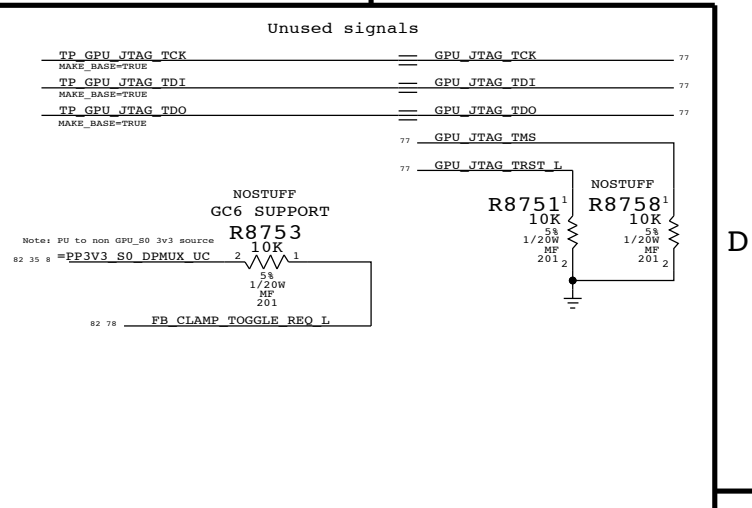 Unused signals
TP_GPU_JTAG_TCK
MAKE_BASE=TRUE
GPU_JTAG_TCK
77
TP_GPU_JTAG_TDI
MAKE_BASE=TRUE
GPU_JTAG_TDI
77
TP_GPU_JTAG_TDO
MAKE_BASE=TRUE
GPU_JTAG_TDO
77
77 GPU_JTAG_TMS
77 GPU_JTAG_TRST_L
NOSTUFF
GC6 SUPPORT
R8753
10K
2 1
5%
1/20W
MF
201
Note: PU to non GPU_S0 3v3 source
82 35 8 =PP3V3_S0_DPMUX_UC
82 78 FB_CLAMP_TOGGLE_REQ_L
R8751
1
10K
5%
1/20W
MF
201
2
NOSTUFF
R8758
1
10K
5%
1/20W
MF
201
2
D